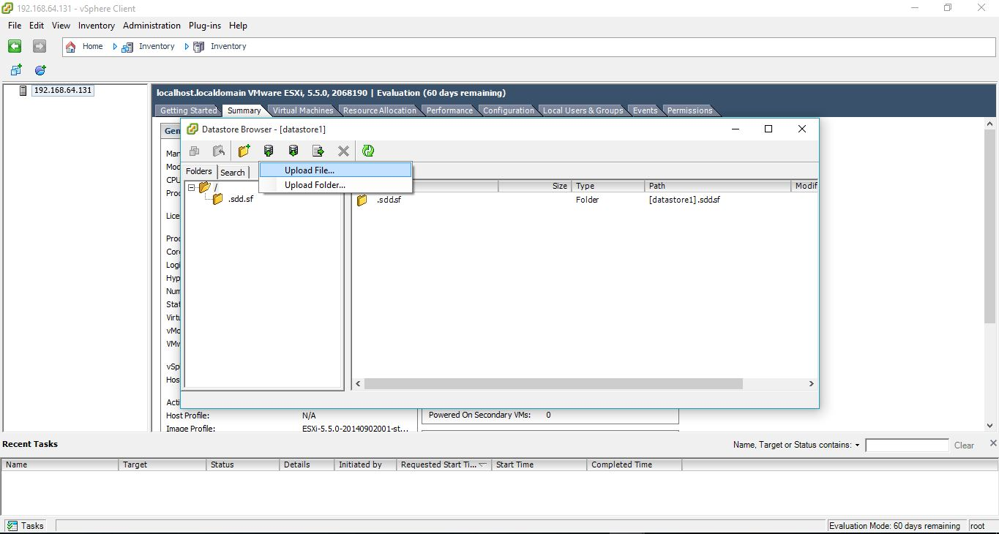 192.168.64.131 - vSphere Client
File Edit View Inventory Administration Plug-ins Help
Home Inventory Inventory
192.168.64.131
localhost.localdomain VMware ESXi, 5.5.0, 2068190 | Evaluation (60 days remaining)
Getting Started Summary Virtual Machines Resource Allocation Performance Configuration Local Users & Groups Events Permissions
Gen
Datastore Browser - [datastore1]
Man
Mod
CPU
Proc
Lice
Proc
Core
Logi
Hyp
Num
Stat
Virtu
vMo
VMw
vSp
Hos
Acti
Folders Search
Upload File...
Upload Folder...
/
.sdd.sf
Size Type Path Modif
.sdd.sf Folder [datastore1] .sdd.sf
Host Profile: N/A
Image Profile: ESXi-5.5.0-20140902001-st...
Powered On Secondary VMs: 0
Recent Tasks
Name, Target or Status contains: Clear
Name Target Status Details Initiated by Requested Start Ti... Start Time Completed Time
Tasks
Evaluation Mode: 60 days remaining root